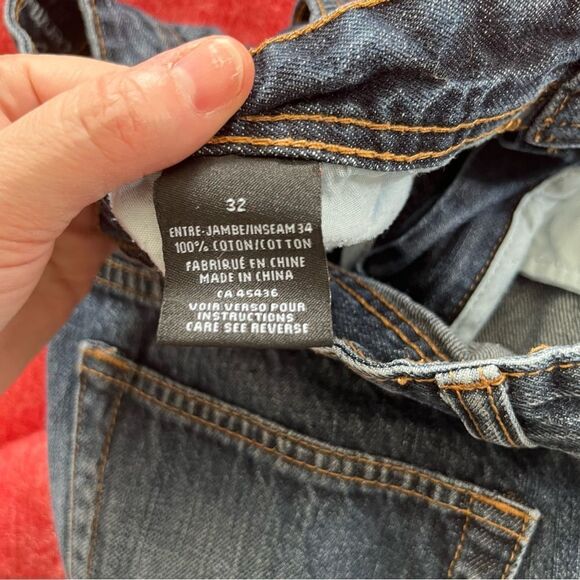 32
ENTRE-JAMBE/INSEAM 34
100% COTON/COTTON
FABRIQUÉ EN CHINE
MADE IN CHINA
CA 45436
VOIR VERSO POUR
INSTRUCTIONS
CARE SEE REVERSE